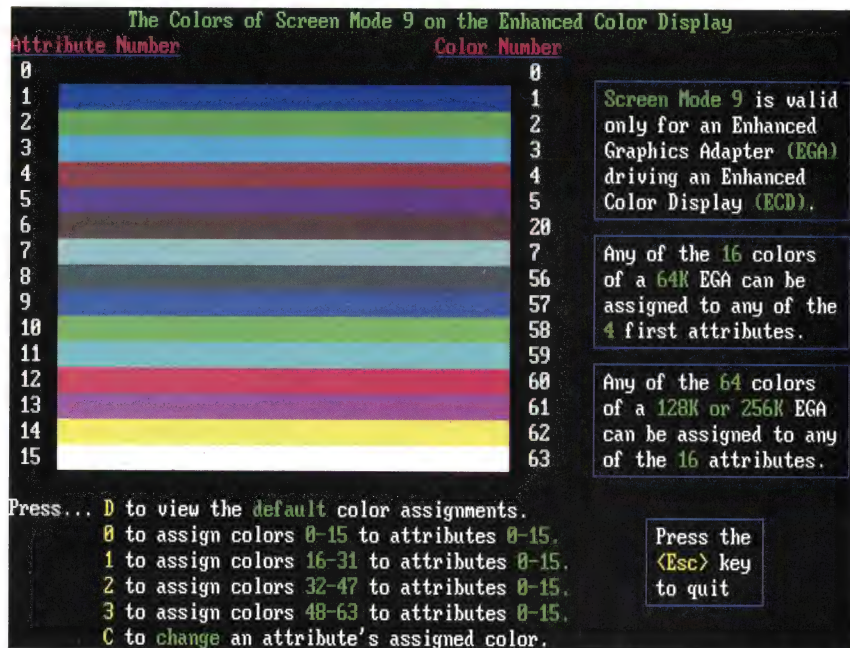 The Colors of Screen Mode 9 on the Enhanced Color Display
Attribute Number Color Number
0 0
1 1
2 2
3 3
4 4
5 5
6 20
7 7
8 56
9 57
10 58
11 59
12 60
13 61
14 62
15 63
Screen Mode 9 is valid
only for an Enhanced
Graphics Adapter (EGA)
driving an Enhanced
Color Display (ECD).
Any of the 16 colors
of a 64K EGA can be
assigned to any of the
4 first attributes.
Any of the 64 colors
of a 128K or 256K EGA
can be assigned to any
of the 16 attributes.
Press... D to view the default color assignments.
0 to assign colors 0-15 to attributes 0-15.
1 to assign colors 16-31 to attributes 0-15.
2 to assign colors 32-47 to attributes 0-15.
3 to assign colors 48-63 to attributes 0-15.
C to change an attribute's assigned color.
Press the
<Esc> key
to quit